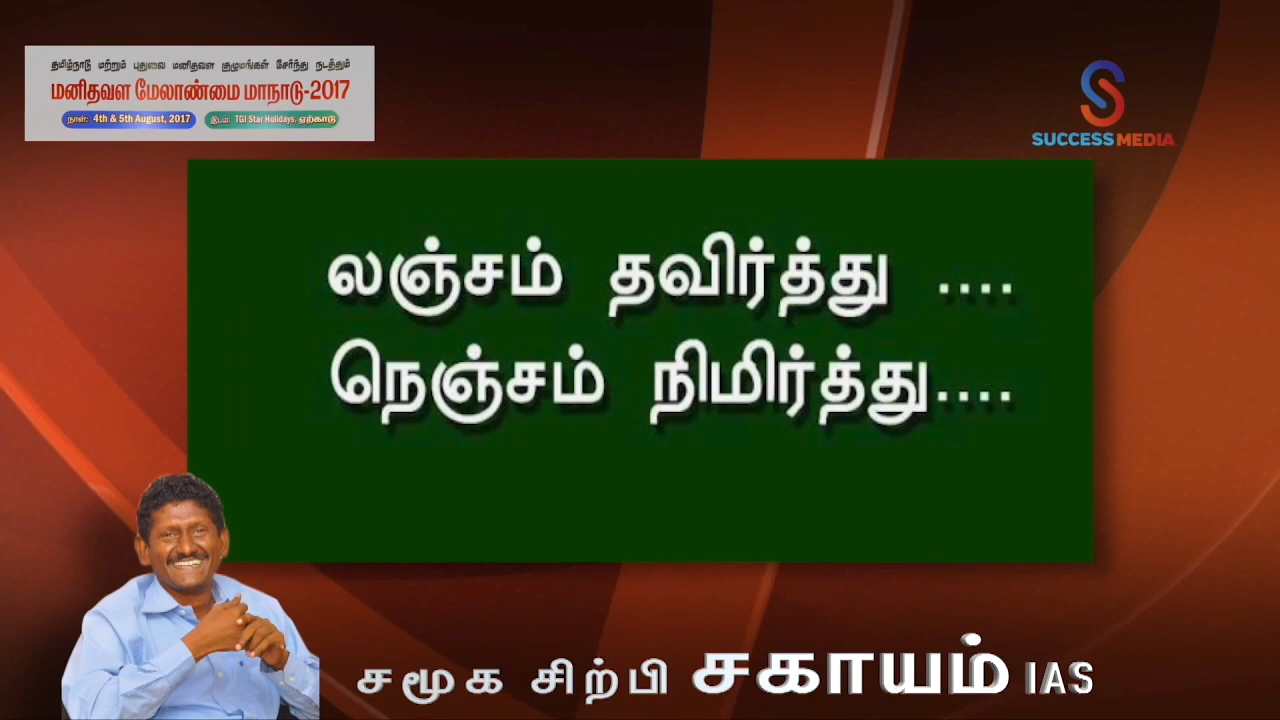 தமிழ்நாடு மற்றும் புதுவை மனிதவள குழுமங்கள் சேர்ந்து நடத்தும்
மனிதவள மேலாண்மை மாநாடு-2017
நாள்: 4th & 5th August, 2017 இடம்: TGI Star Holidays, ஏற்காடு
SUCCESS MEDIA
லஞ்சம் தவிர்த்து ....
நெஞ்சம் நிமிர்த்து....
சமூக சிற்பி சகாயம் IAS